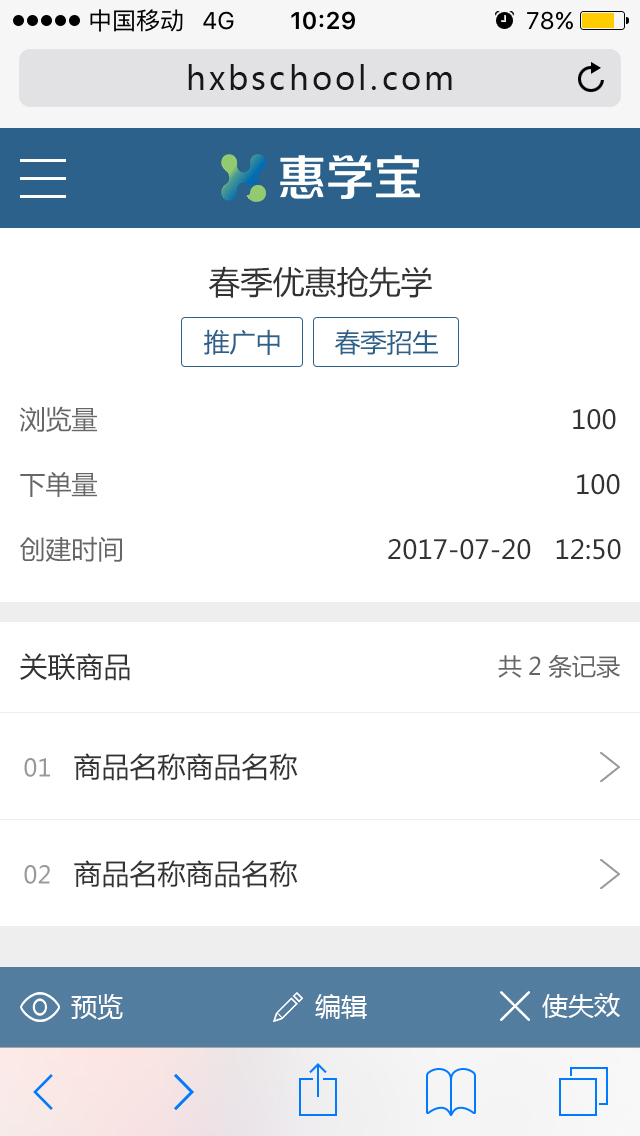 中国移动 4G 10:29 78%
hxbschool.com
惠学宝
春季优惠抢先学
推广中 春季招生
浏览量 100
下单量 100
创建时间 2017-07-20 12:50
关联商品 共 2 条记录
01 商品名称商品名称
02 商品名称商品名称
预览 编辑 使失效